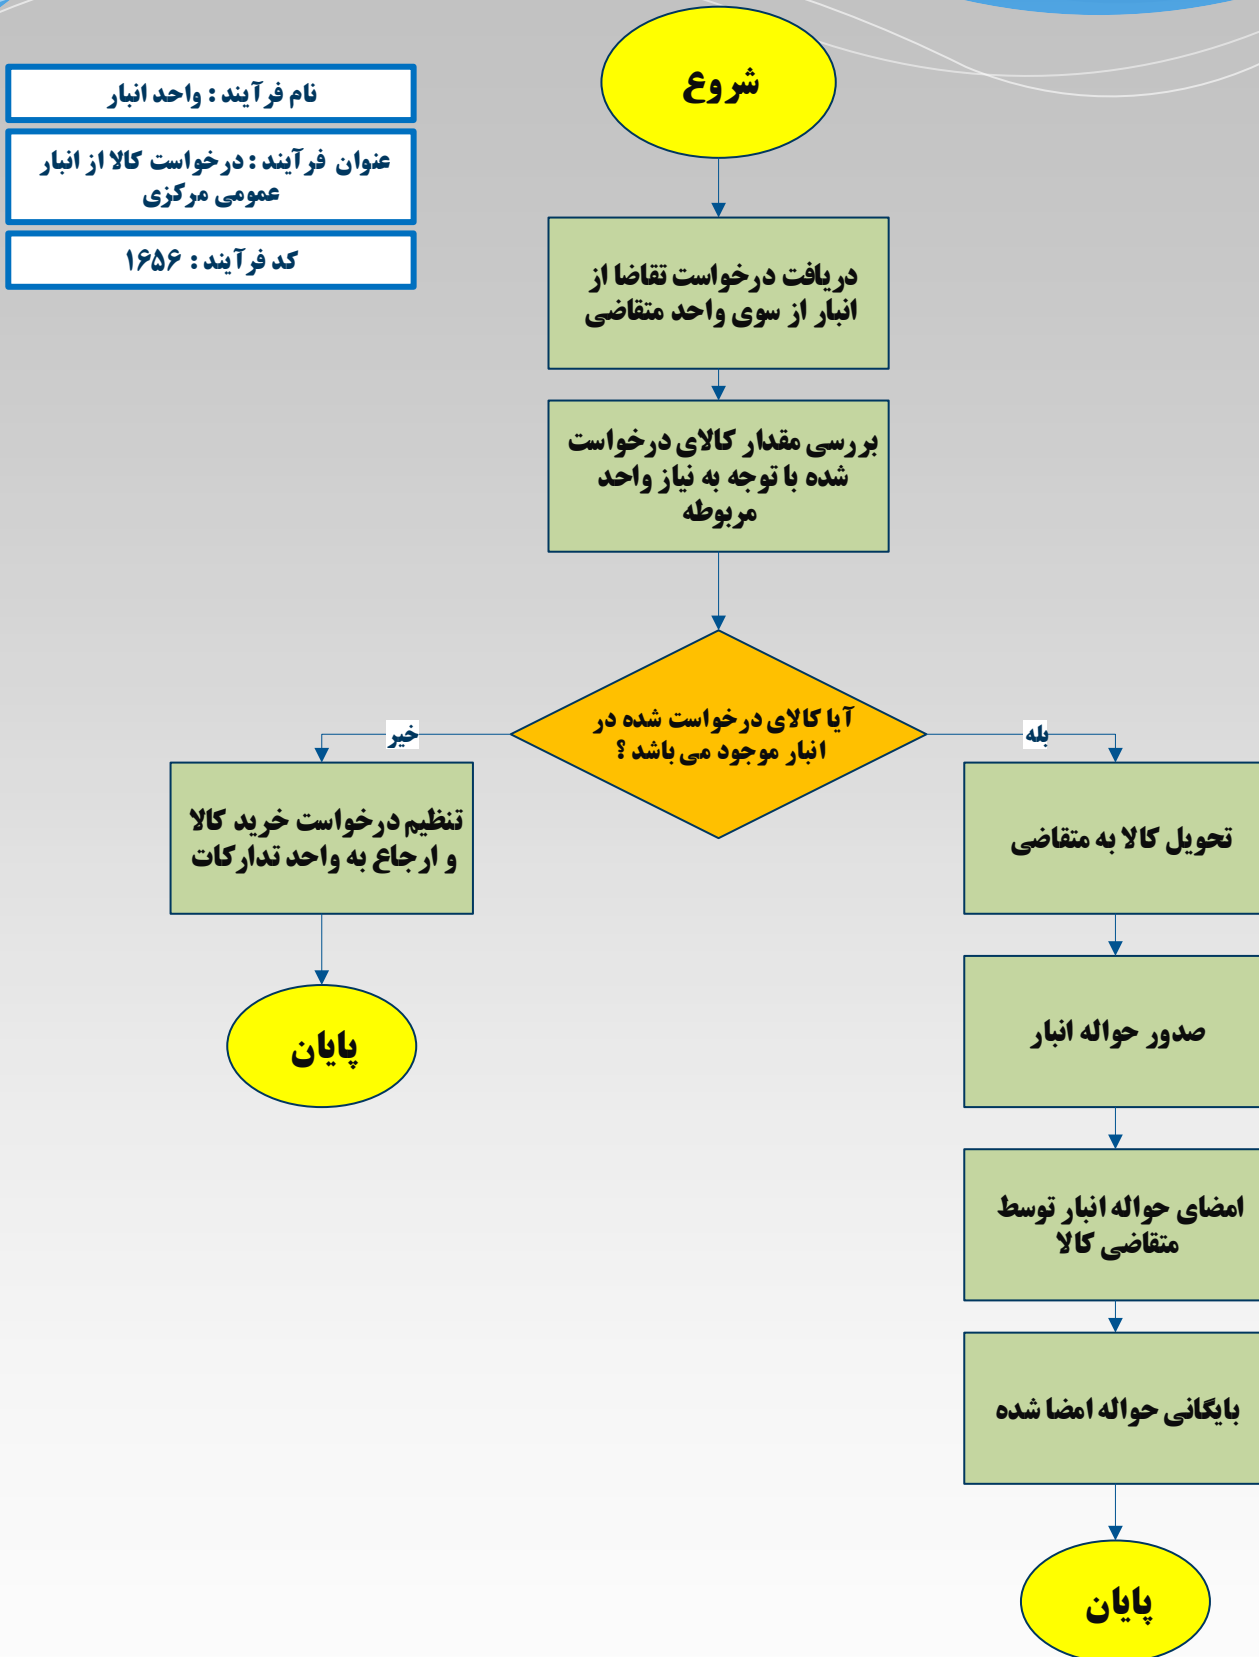 شروع
نام فرآیند : واحد انبار
عنوان فرآیند : درخواست کالا از انبار
عمومی مرکزی
کد فرآیند : ۱۶۵۶
دریافت درخواست تقاضا از
انبار از سوی واحد متقاضی
بررسی مقدار کالای درخواست
شده با توجه به نیاز واحد
مربوطه
آیا کالای درخواست شده در
انبار موجود می باشد ؟
بله
خیر
تحویل کالا به متقاضی
تنظیم درخواست خرید کالا
و ارجاع به واحد تدارکات
صدور حواله انبار
پایان
امضای حواله انبار توسط
متقاضی کالا
بایگانی حواله امضا شده
پایان